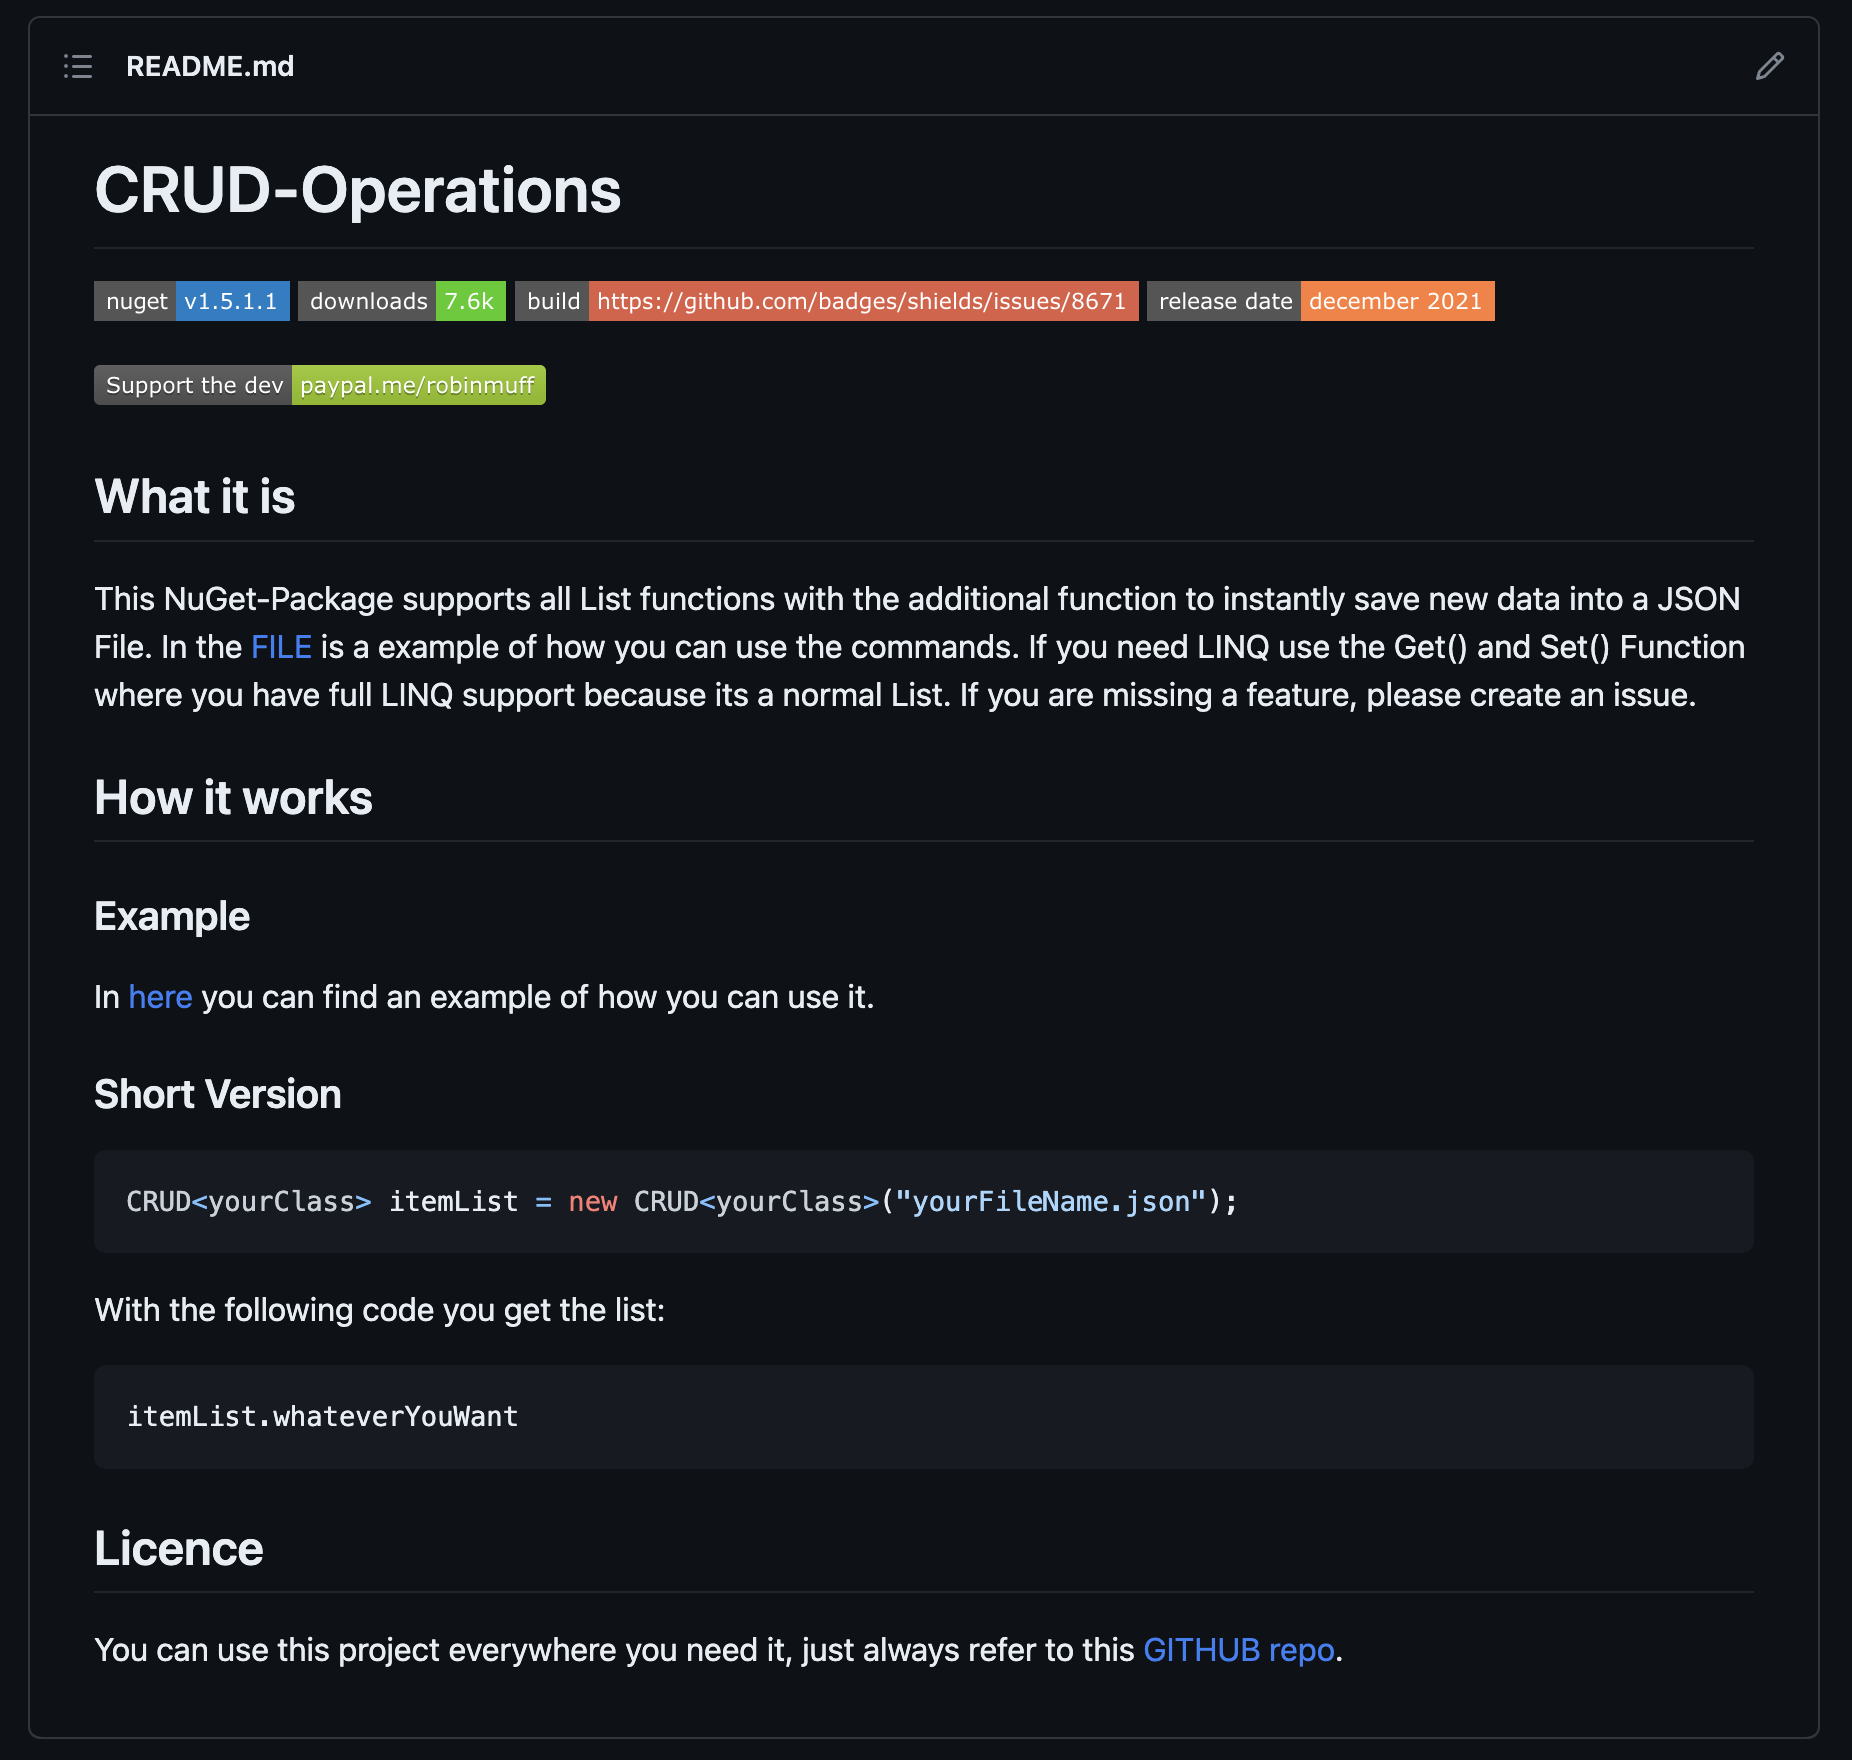 README.md
CRUD-Operations
nuget v1.5.1.1 downloads 7.6k build https://github.com/badges/shields/issues/8671 release date december 2021
Support the dev paypal.me/robinmuff
What it is
This NuGet-Package supports all List functions with the additional function to instantly save new data into a JSON
File. In the FILE is a example of how you can use the commands. If you need LINQ use the Get() and Set() Function
where you have full LINQ support because its a normal List. If you are missing a feature, please create an issue.
How it works
Example
In here you can find an example of how you can use it.
Short Version
CRUD<yourClass> itemList = new CRUD<yourClass>("yourFileName.json");
With the following code you get the list:
itemList.whateverYouWant
Licence
You can use this project everywhere you need it, just always refer to this GITHUB repo.